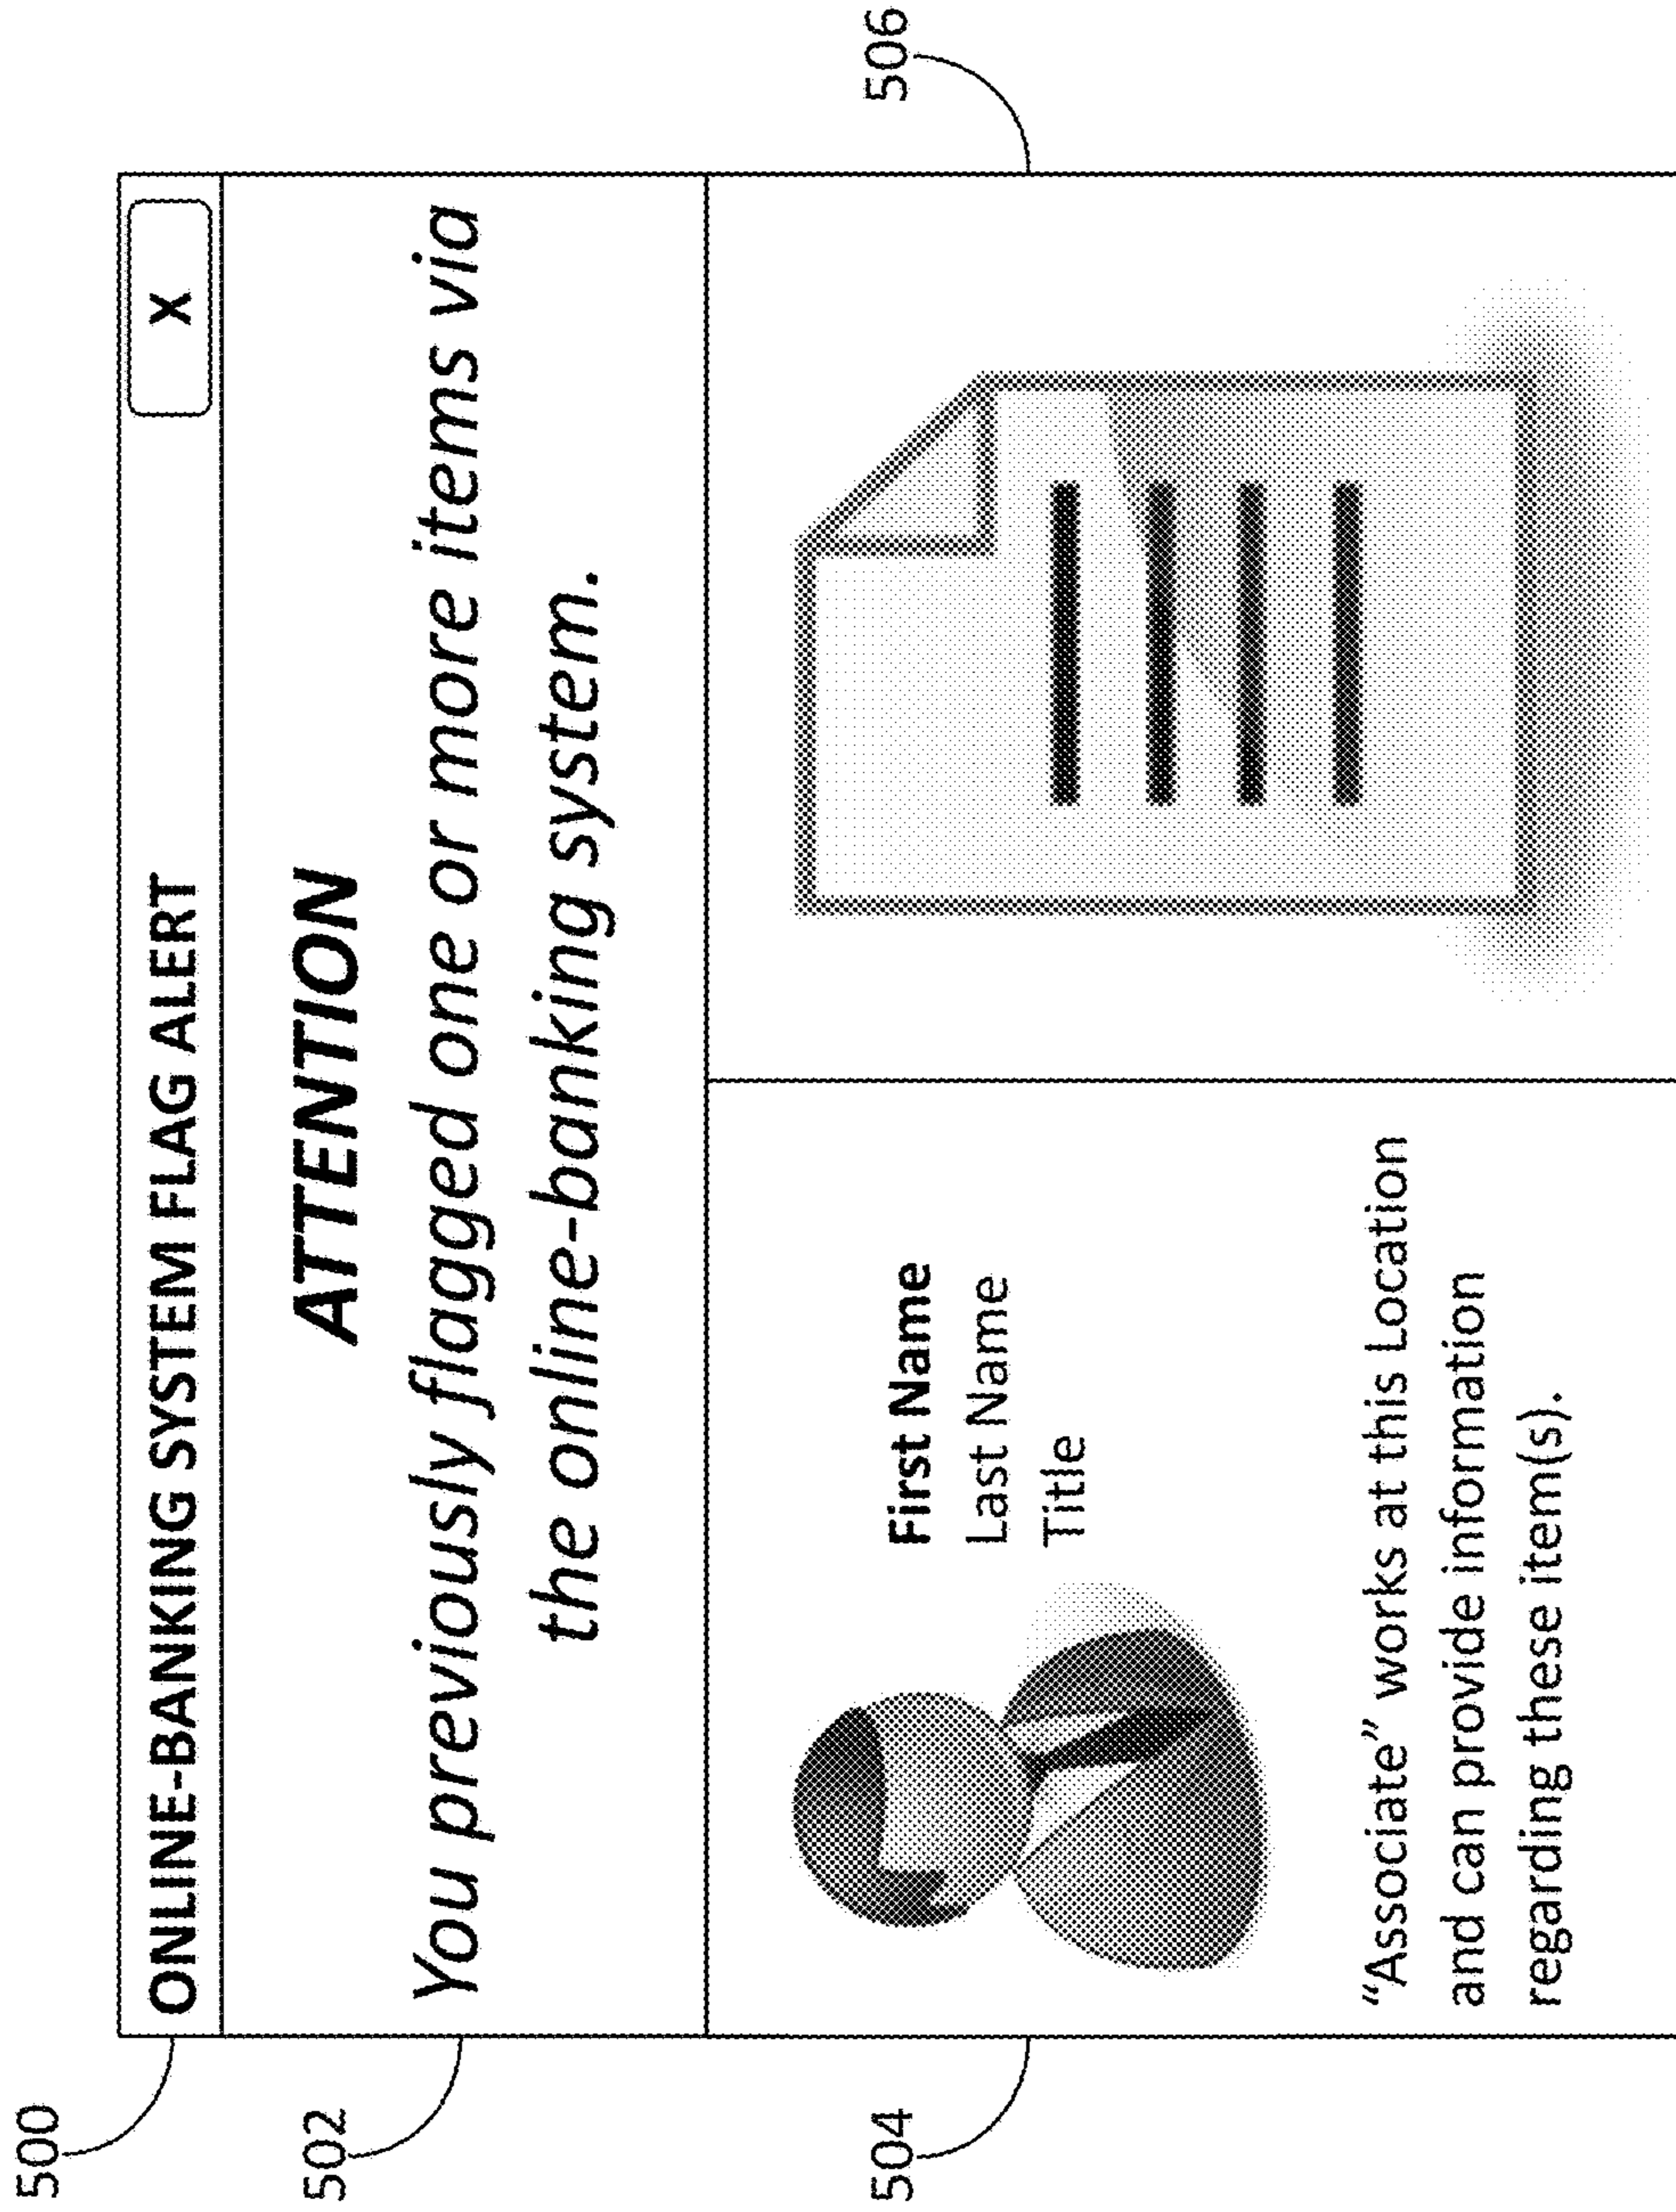 500
ONLINE-BANKING SYSTEM FLAG ALERT
X
502
ATTENTION
You previously flagged one or more items via
the online-banking system.
504
First Name
Last Name
Title
“Associate” works at this Location
and can provide information
regarding these item(s).
506